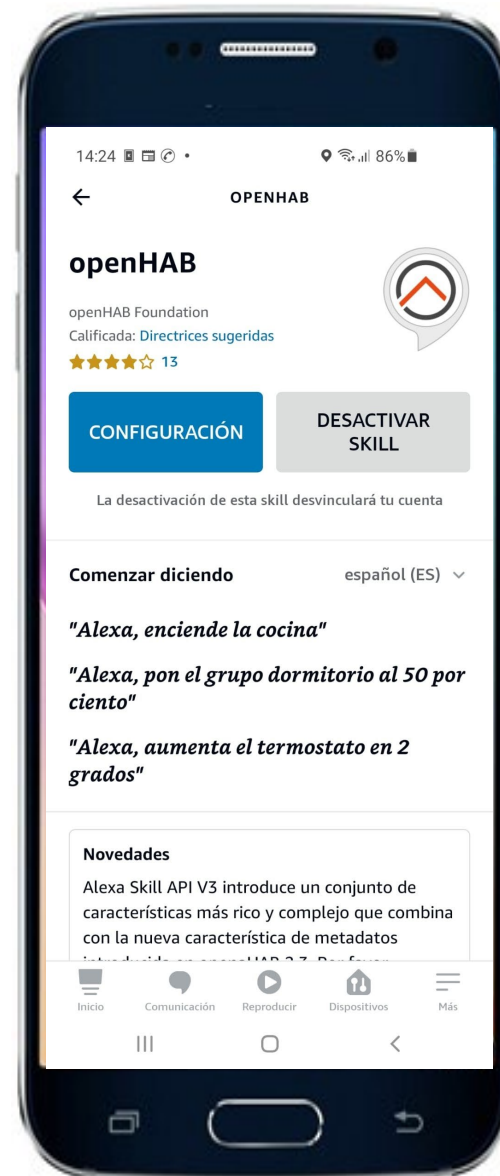 14:24
86%
OPENHAB
openHAB
openHAB Foundation
Calificada: Directrices sugeridas
13
CONFIGURACIÓN
DESACTIVAR
SKILL
La desactivación de esta skill desvinculará tu cuenta
Comenzar diciendo
español (ES)
"Alexa, enciende la cocina"
"Alexa, pon el grupo dormitorio al 50 por
ciento"
"Alexa, aumenta el termostato en 2
grados"
Novedades
Alexa Skill API V3 introduce un conjunto de
características más rico y complejo que combina
con la nueva característica de metadatos
Inicio
Comunicación
Reproducir
Dispositivos
Más